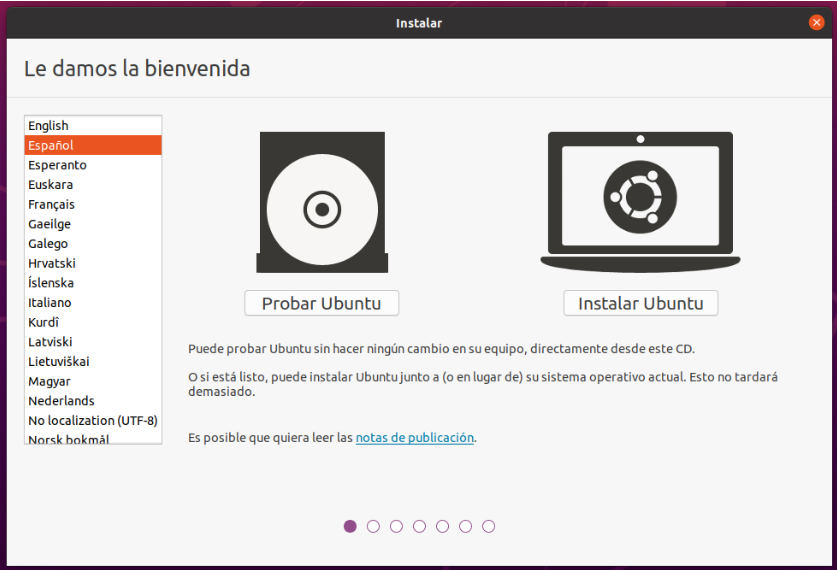 Instalar
Le damos la bienvenida
English
Español
Esperanto
Euskara
Français
Gaeilge
Galego
Hrvatski
Íslenska
Italiano
Kurdî
Latviski
Lietuviškai
Magyar
Nederlands
No localization (UTF-8)
Norsk bokmål
Probar Ubuntu
Instalar Ubuntu
Puede probar Ubuntu sin hacer ningún cambio en su equipo, directamente desde este CD.
O si está listo, puede instalar Ubuntu junto a (o en lugar de) su sistema operativo actual. Esto no tardará
demasiado.
Es posible que quiera leer las notas de publicación.